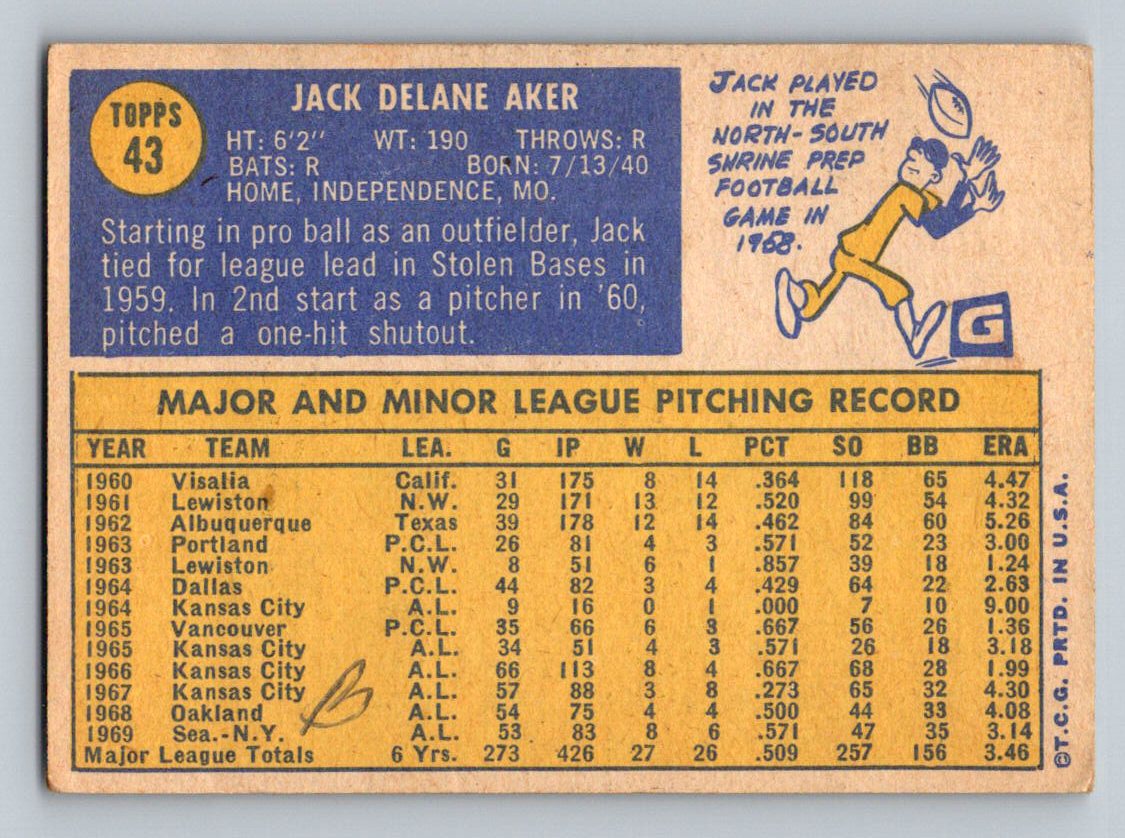 TOPPS
43
JACK DELANE AKER
HT: 6'2" WT: 190 THROWS: R
BATS: R BORN: 7/13/40
HOME, INDEPENDENCE, MO.
Starting in pro ball as an outfielder, Jack
tied for league lead in Stolen Bases in
1959. In 2nd start as a pitcher in '60,
pitched a one-hit shutout.
JACK PLAYED
IN THE
NORTH-SOUTH
SHRINE PREP
FOOTBALL
GAME IN
1958.
G
MAJOR AND MINOR LEAGUE PITCHING RECORD
YEAR TEAM LEA. G IP W L PCT SO BB ERA
1960 Visalia Calif. 31 175 8 14 .364 118 65 4.47
1961 Lewiston N.W. 29 171 13 12 .520 99 54 4.32
1962 Albuquerque Texas 39 178 12 14 .462 84 60 5.26
1963 Portland P.C.L. 26 81 4 3 .571 52 23 3.00
1963 Lewiston N.W. 8 51 6 1 .857 39 18 1.24
1964 Dallas P.C.L. 44 82 3 4 .429 64 22 2.63
1964 Kansas City A.L. 9 16 0 1 .000 7 10 9.00
1965 Vancouver P.C.L. 35 66 6 3 .667 56 26 1.36
1965 Kansas City A.L. 34 51 4 3 .571 26 18 3.18
1966 Kansas City A.L. 66 113 8 4 .667 68 28 1.99
1967 Kansas City A.L. 57 88 3 8 .273 65 32 4.30
1968 Oakland A.L. 54 75 4 4 .500 44 33 4.08
1969 Sea.-N.Y. A.L. 53 83 8 6 .571 47 35 3.14
Major League Totals 6 Yrs. 273 426 27 26 .509 257 156 3.46
B
©T.C.G. PRTD. IN U.S.A.